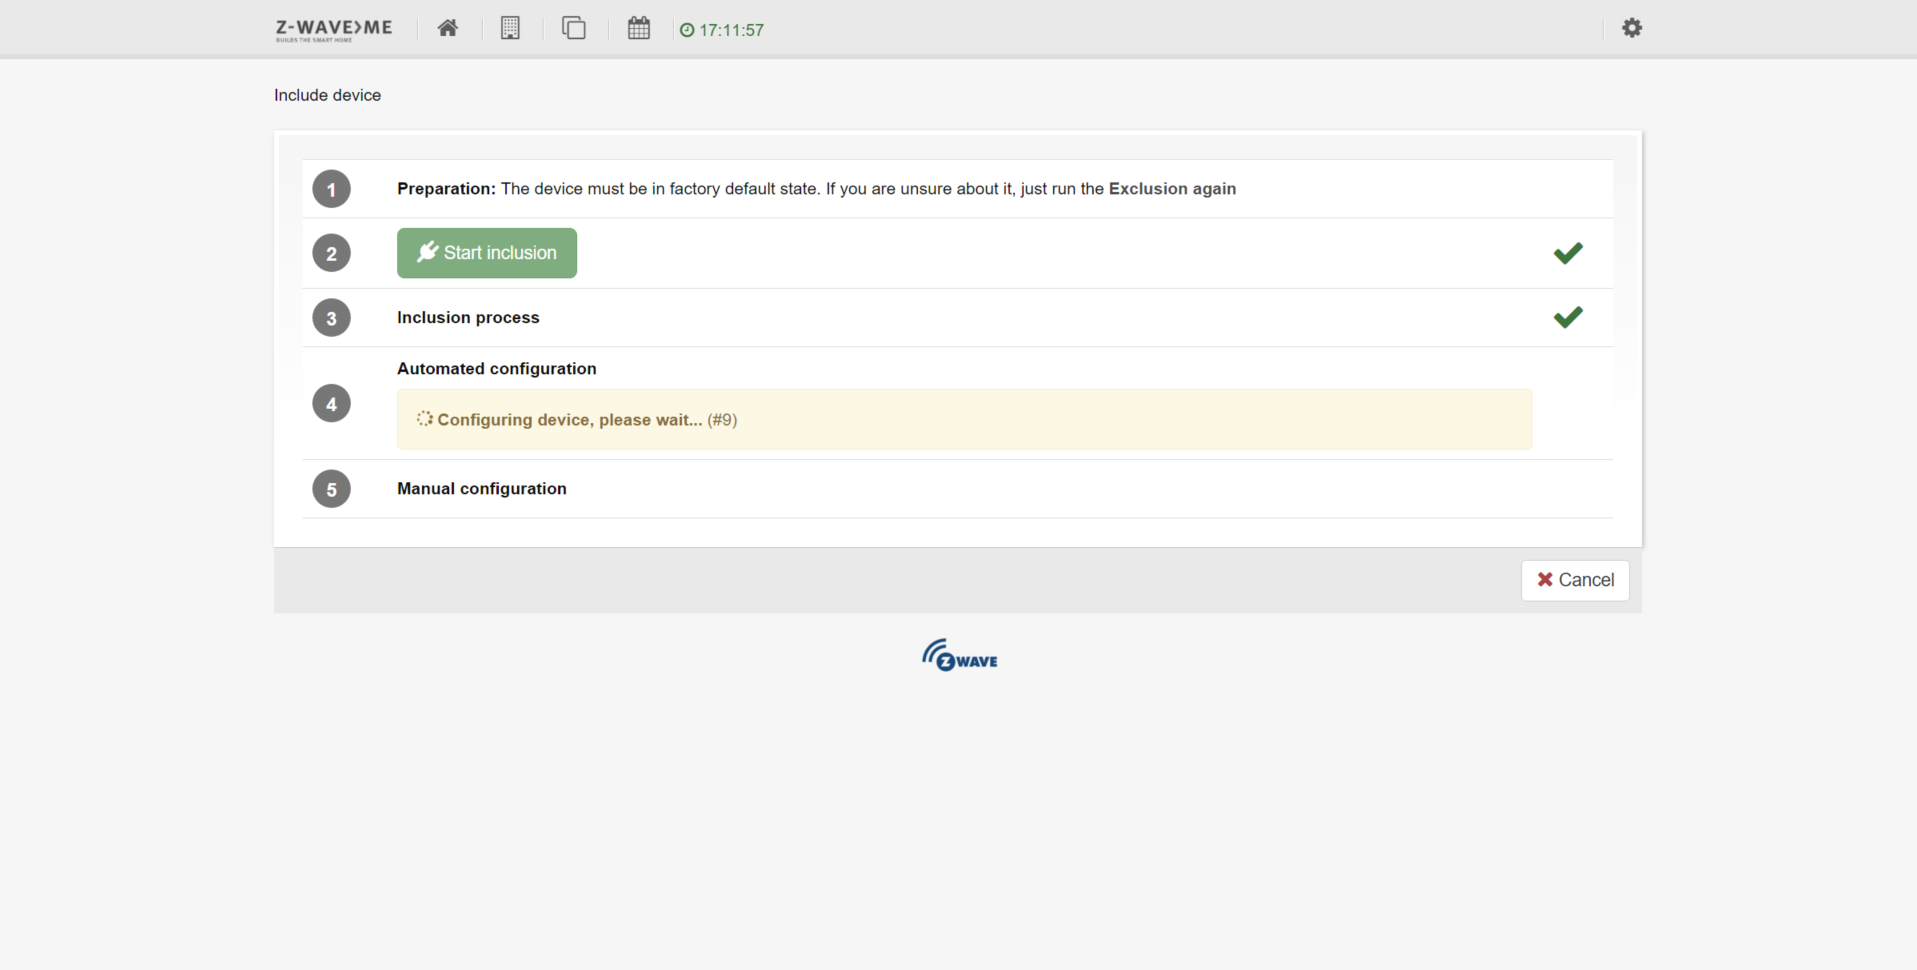 Z-WAVE>ME
BUILDS THE SMART HOME
17:11:57
Include device
1 Preparation: The device must be in factory default state. If you are unsure about it, just run the Exclusion again
2 Start inclusion
3 Inclusion process
Automated configuration
4 Configuring device, please wait... (#9)
5 Manual configuration
Cancel
Z WAVE